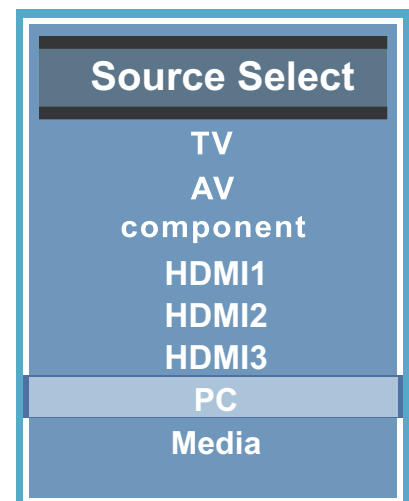 Source Select
TV
AV
component
HDMI1
HDMI2
HDMI3
PC
Media